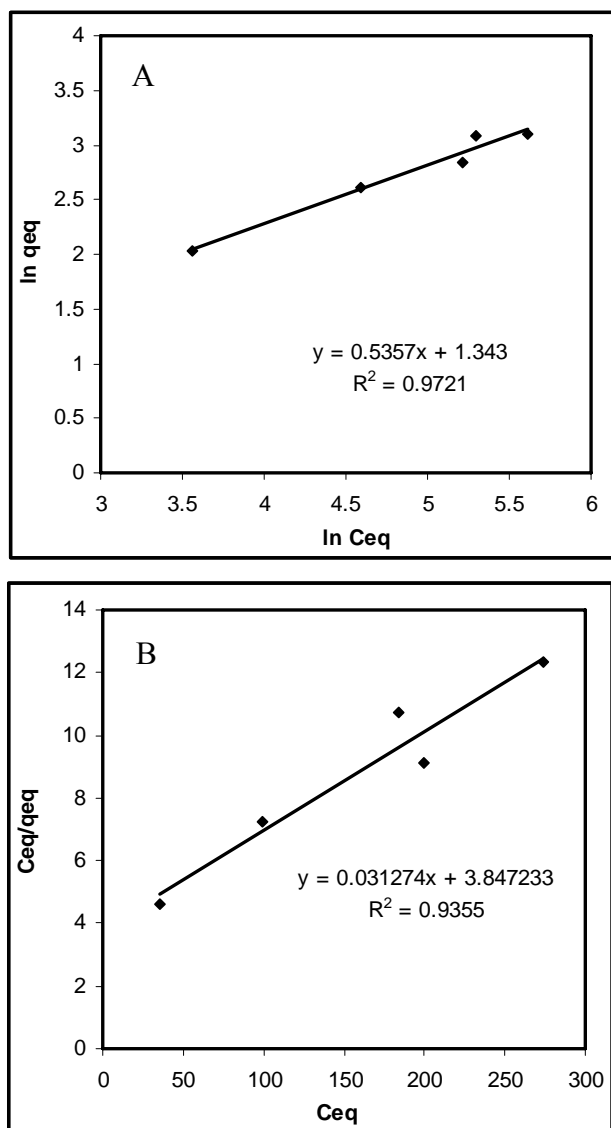 A
4
3.5
3
2.5
2
1.5
1
0.5
0
ln qeq
y = 0.5357x + 1.343
R² = 0.9721
3 3.5 4 4.5 5 5.5 6
ln Ceq
B
14
12
10
8
6
4
2
0
Ceq/qeq
y = 0.031274x + 3.847233
R² = 0.9355
0 50 100 150 200 250 300
Ceq